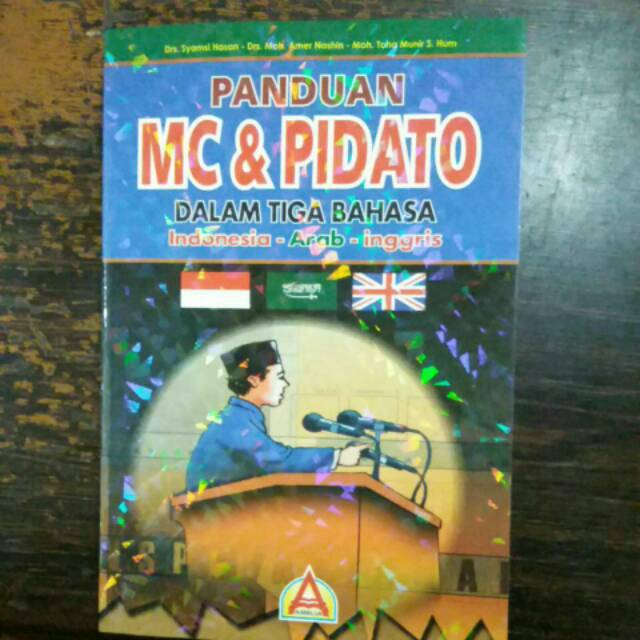 Drs. Syamsi Hasan - Drs. Moh. Amer Nashin - Moh. Toha Munir S. Hum
PANDUAN
MC & PIDATO
DALAM TIGA BAHASA
Indonesia - Arab - inggris
A